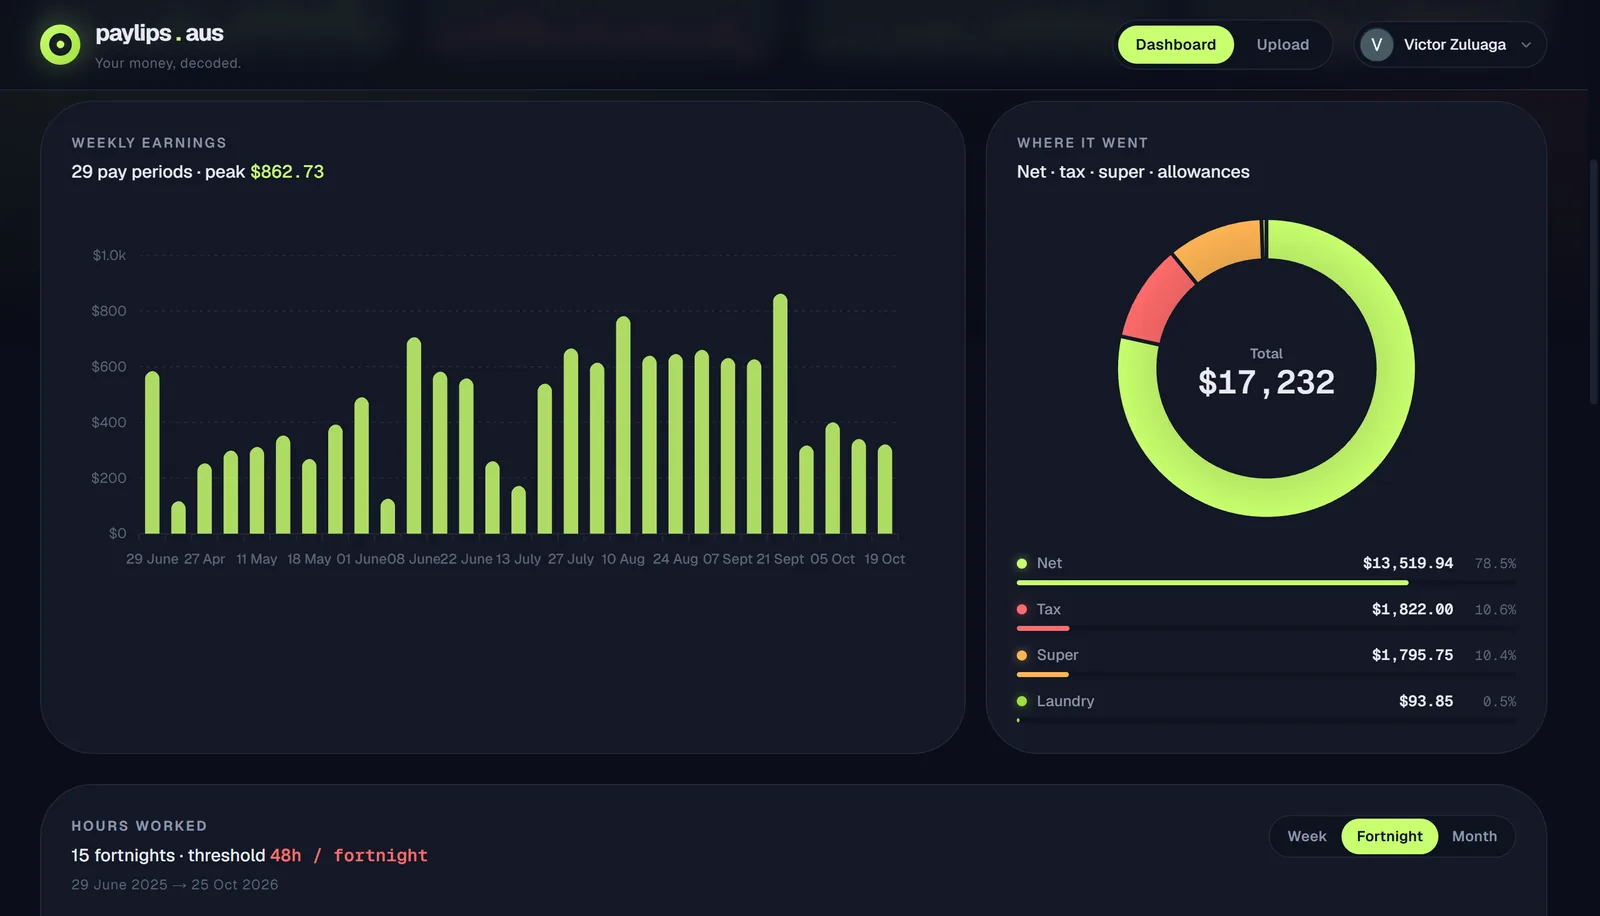 paylips.aus
Your money, decoded.
Dashboard
Upload
V
Victor Zuluaga
WEEKLY EARNINGS
29 pay periods · peak $862.73
$1.0k
$800
$600
$400
$200
$0
29 June 27 Apr 11 May 18 May 01 June 08 June 22 June 13 July 27 July 10 Aug 24 Aug 07 Sept 21 Sept 05 Oct 19 Oct
WHERE IT WENT
Net · tax · super · allowances
Total
$17,232
Net $13,519.94 78.5%
Tax $1,822.00 10.6%
Super $1,795.75 10.4%
Laundry $93.85 0.5%
HOURS WORKED
15 fortnights · threshold 48h / fortnight
29 June 2025 → 25 Oct 2026
Week
Fortnight
Month